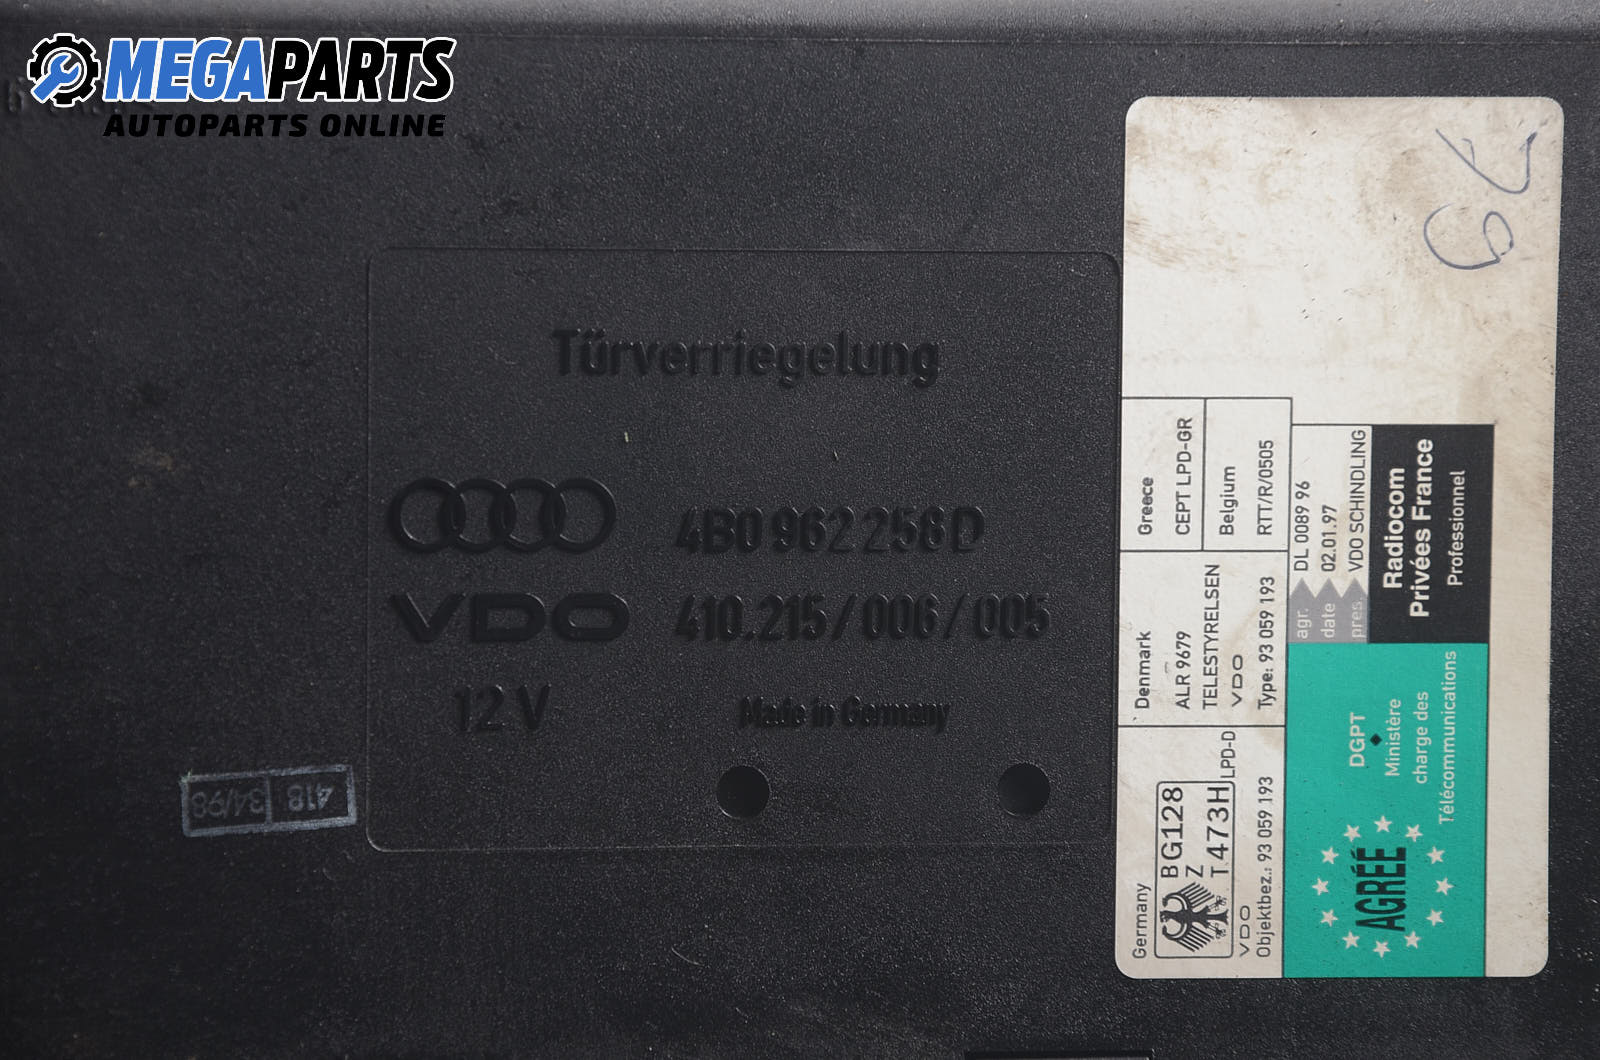 MEGAPARTS
AUTOPARTS ONLINE
Türverriegelung
4B0 962 258 D
VDO 410.215/006/005
12 V
Made in Germany
418 34/98
Greece
CEPT LPD-GR
Belgium
RTT/R/0505
Denmark
ALR 9679
TELESTYRELSEN
VDO
Type: 93 059 193
Germany
BG128
Z
T 473H
LPD-D
VDO
Objektbez.: 93 059 193
agr. DL 0089 96
date 02.01.97
pres. VDO SCHINDLING
Radiocom
Privées France
Professionnel
DGPT
Ministère
charge des
Télécommunications
AGRÉÉ